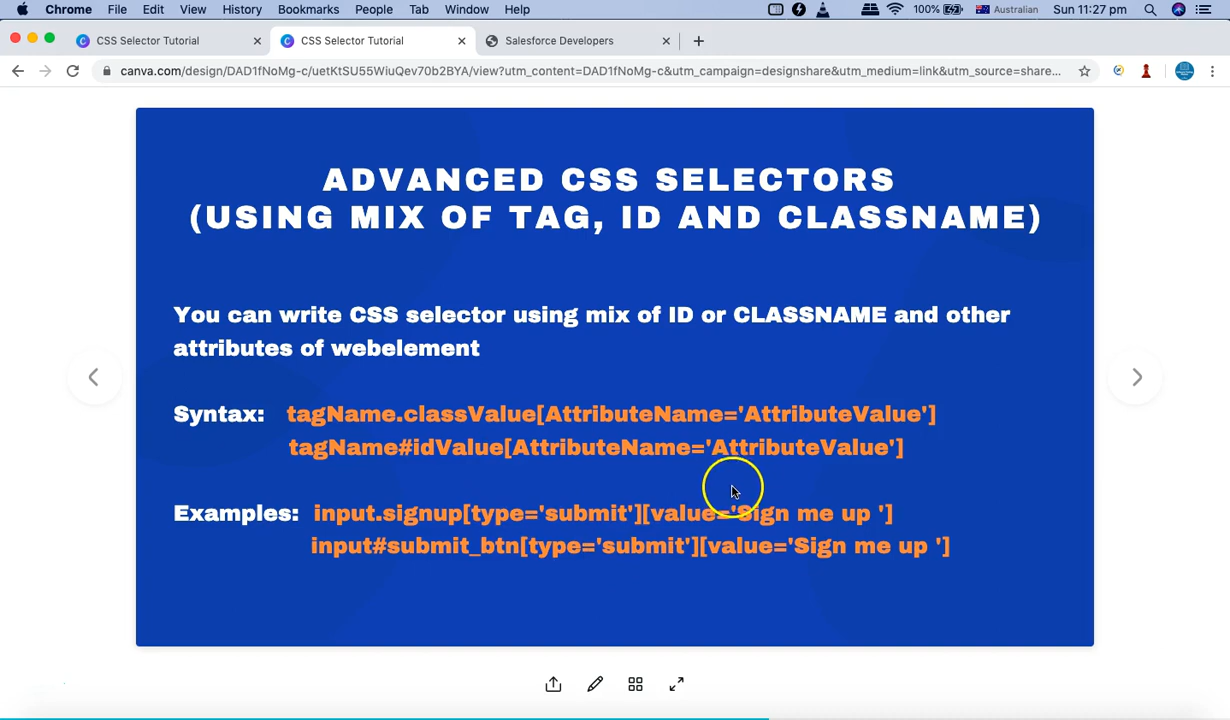 Chrome File Edit View History Bookmarks People Tab Window Help 100% Australian Sun 11:27 pm
CSS Selector Tutorial CSS Selector Tutorial Salesforce Developers
canva.com/design/DAD1fNoMg-c/uetKtSU55WiuQev70b2BYA/view?utm_content=DAD1fNoMg-c&utm_campaign=designshare&utm_medium=link&utm_source=share...
ADVANCED CSS SELECTORS
(USING MIX OF TAG, ID AND CLASSNAME)
You can write CSS selector using mix of ID or CLASSNAME and other
attributes of webelement
Syntax: tagName.classValue[AttributeName='AttributeValue']
tagName#idValue[AttributeName='AttributeValue']
Examples: input.signup[type='submit'][value='Sign me up ']
input#submit_btn[type='submit'][value='Sign me up ']